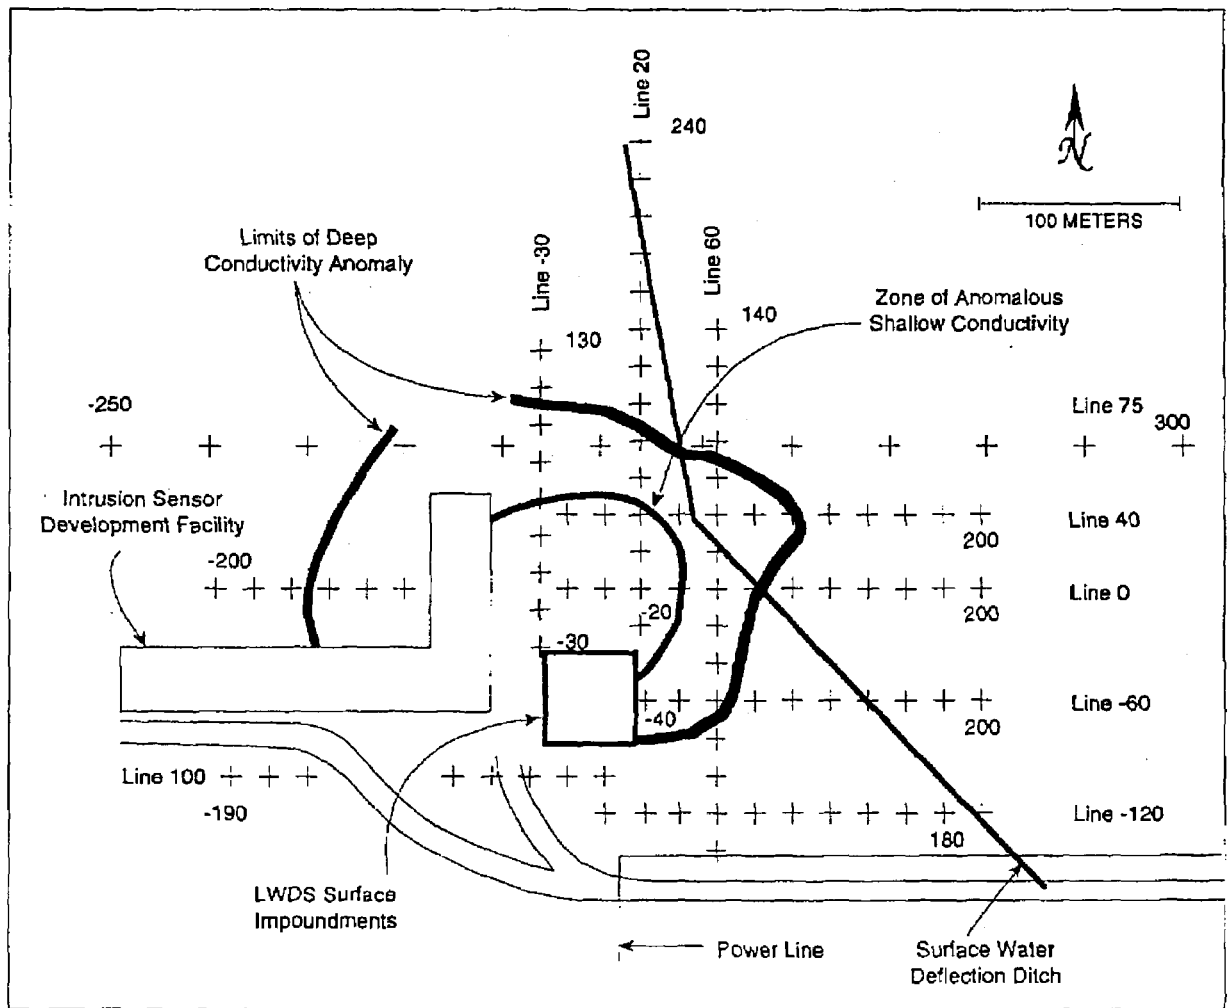 Line 20
240
N
100 METERS
Limits of Deep
Conductivity Anomaly
Line -30
Line 60
Zone of Anomalous
Shallow Conductivity
130
140
-250
Line 75
300
Intrusion Sensor
Development Facility
Line 40
200
-200
Line 0
-20
200
-30
-40
Line -60
200
Line 100
-190
Line -120
180
LWDS Surface
Impoundments
Power Line
Surface Water
Deflection Ditch